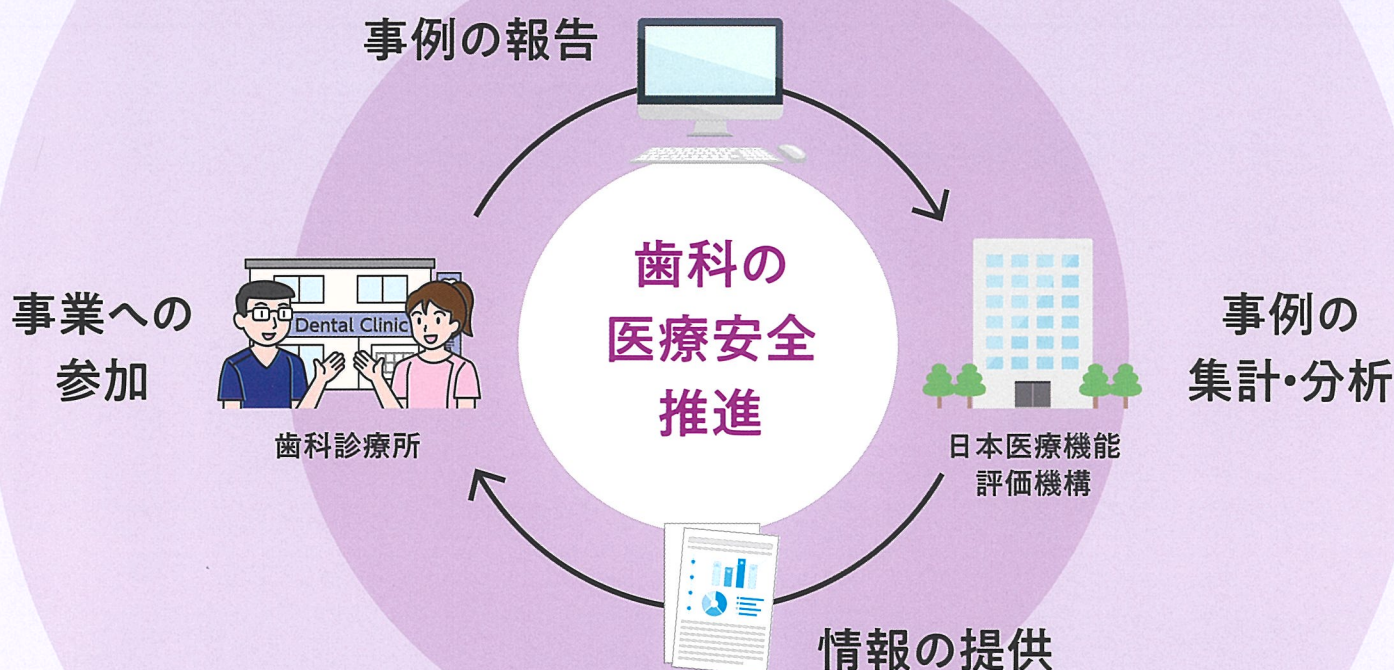 事例の報告
歯科の
医療安全
推進
事業への
参加
Dental Clinic
歯科診療所
事例の
集計・分析
日本医療機能
評価機構
情報の提供